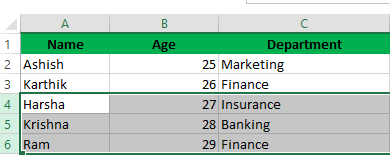 A B C
1 Name Age Department
2 Ashish 25 Marketing
3 Karthik 26 Finance
4 Harsha 27 Insurance
5 Krishna 28 Banking
6 Ram 29 Finance